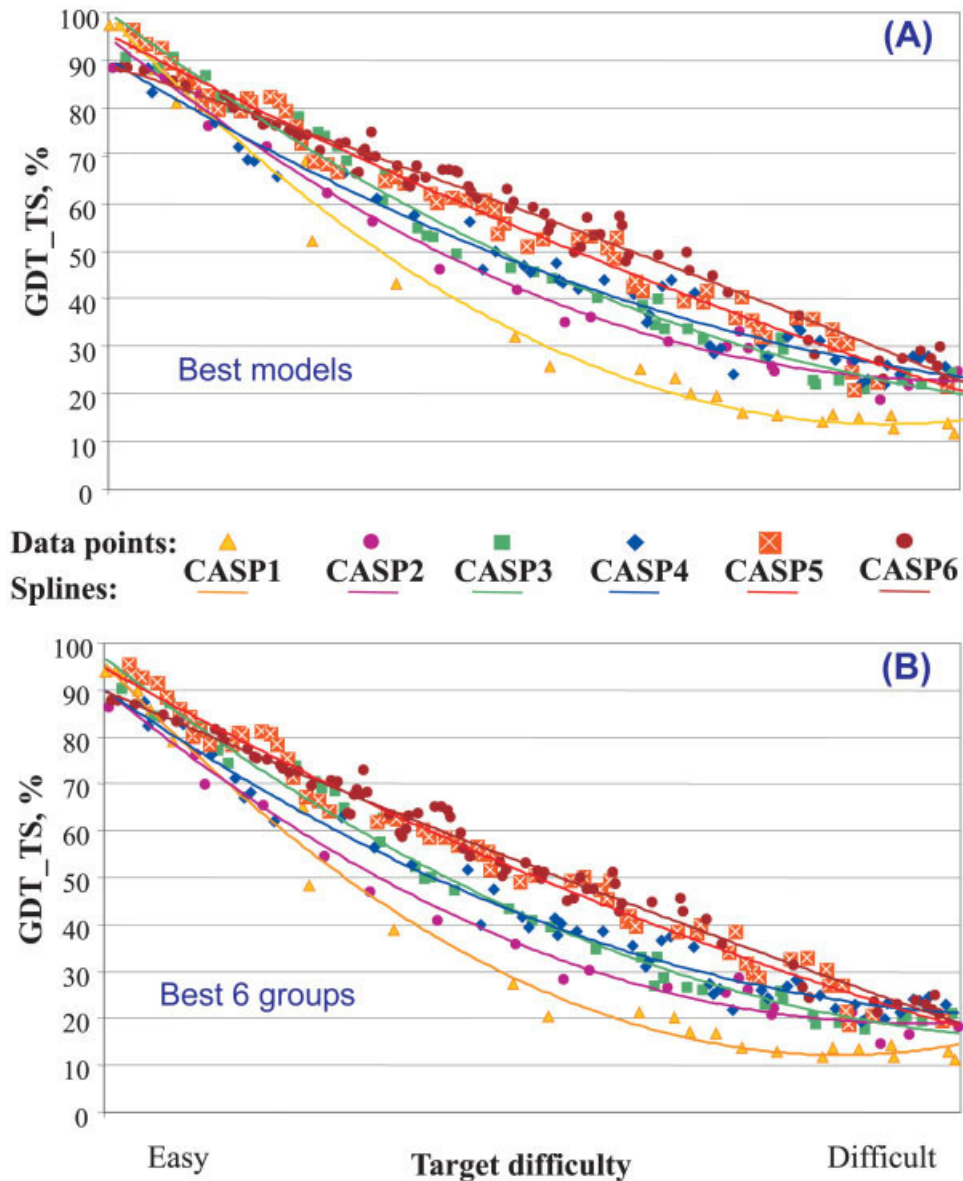 (A)
100
90
80
70
60
50
40
30
20
10
0
GDT_TS, %
Best models
Data points:
CASP1 CASP2 CASP3 CASP4 CASP5 CASP6
Splines:
(B)
100
90
80
70
60
50
40
30
20
10
0
GDT_TS, %
Best 6 groups
Easy Target difficulty Difficult